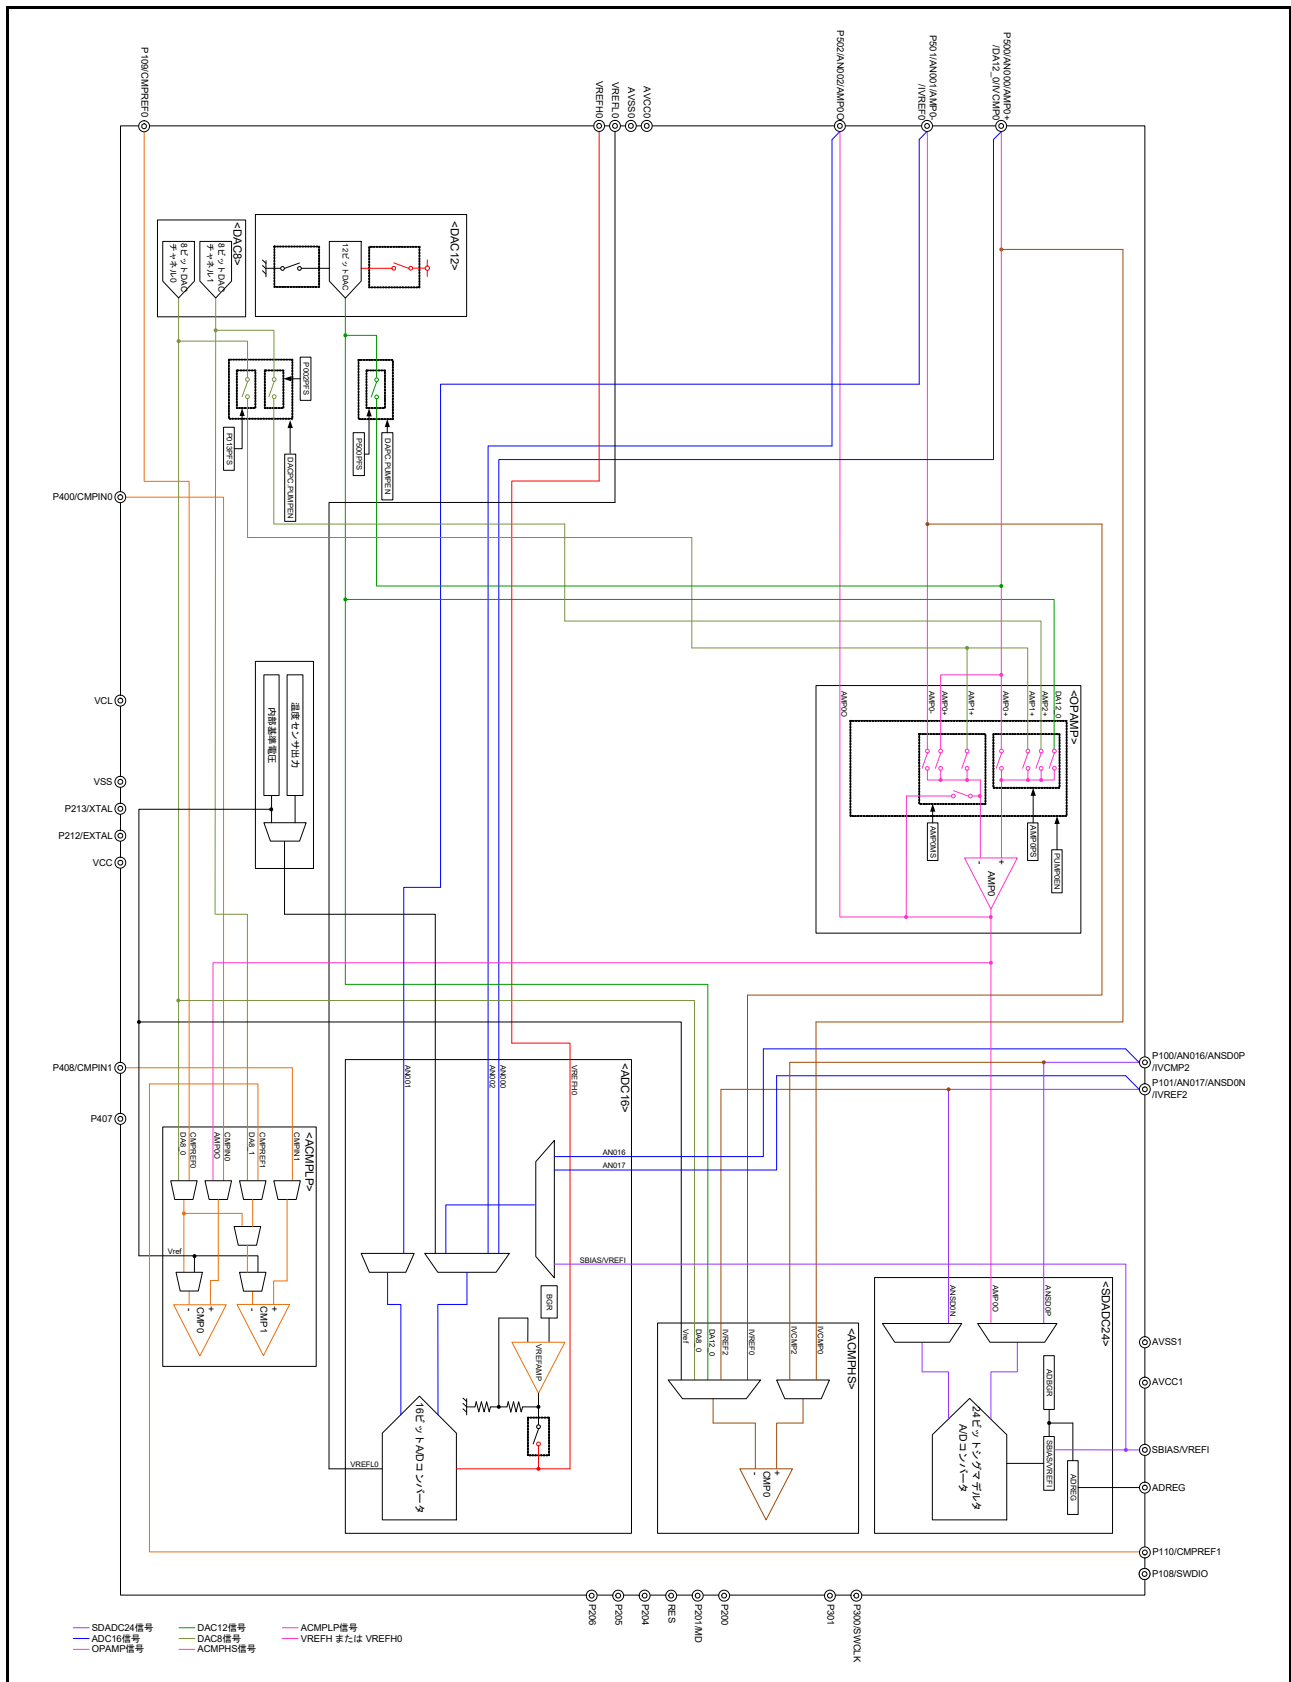 P109/CMPREF0
VREFH0
VREFL0
AVSS0
AVCC0
P502/AN002/AMP0O
P501/AN001/AMP0-
/IVREF0
P500/AN000/AMP0+
/DA12_0/IVCMP0
<DAC8>
8ビットDAC
チャネル0
8ビットDAC
チャネル1
<DAC12>
12ビットDAC
P002PFS
P013PFS
DACPC.PUMPEN
P500PFS
DAPC.PUMPEN
P400/CMPIN0
VCL
VSS
P213/XTAL
P212/EXTAL
VCC
P408/CMPIN1
P407
内部基準電圧
温度センサ出力
<OPAMP>
AMP0O
AMP0-
AMP0+
AMP1+
AMP0+
AMP1+
AMP2+
DA12_0
AMP0MS
AMP0PS
PUMP0EN
-
+
AMP0
P100/AN016/ANSD0P
/IVCMP2
P101/AN017/ANSD0N
/IVREF2
<ACMPLP>
DA8_0
CMPREF0
AMP0O
CMPIN0
DA8_1
CMPREF1
CMPIN1
Vref
-
+
CMP0
-
+
CMP1
<ADC16>
AN001
AN002
AN000
VREFH0
AN016
AN017
SBIAS/VREFI
BGR
VREFAMP
VREFL0
16ビットA/Dコンバータ
<ACMPHS>
Vref
DA8_0
DA12_0
IVREF2
IVREF0
IVCMP2
IVCMP0
-
+
CMP0
<SDADC24>
ANSD0N
AMP0O
ANSD0P
ADBGR
SBIAS/VREFI
ADREG
24ビットシグマデルタ
A/Dコンバータ
AVSS1
AVCC1
SBIAS/VREFI
ADREG
P110/CMPREF1
P108/SWDIO
P206
P205
P204
RES
P201/MD
P200
P301
P300/SWCLK
SDADC24信号
ADC16信号
OPAMP信号
DAC12信号
DAC8信号
ACMPHS信号
ACMPLP信号
VREFH または VREFH0